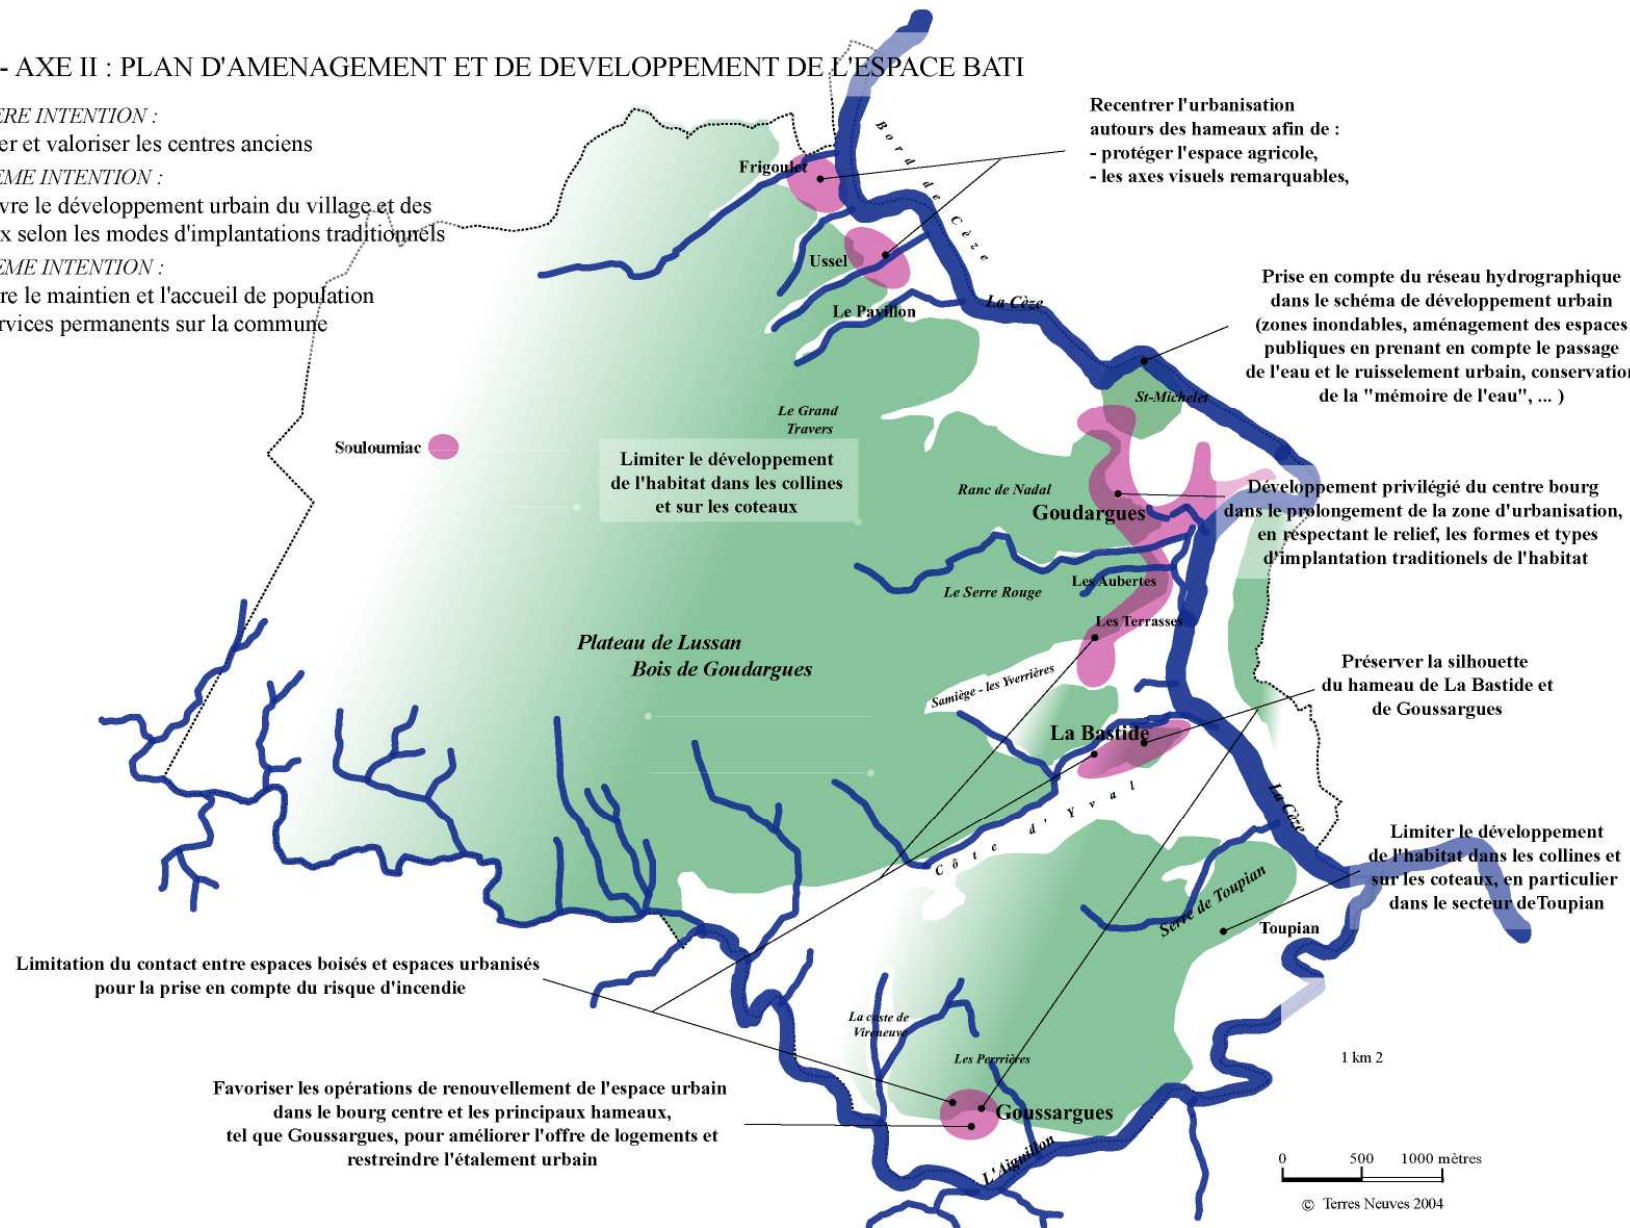 - AXE II : PLAN D'AMENAGEMENT ET DE DEVELOPPEMENT DE L'ESPACE BATI
ERE INTENTION :
er et valoriser les centres anciens
EME INTENTION :
vre le développement urbain du village et des
x selon les modes d'implantations traditionnels
EME INTENTION :
re le maintien et l'accueil de population
rvices permanents sur la commune
Recentrer l'urbanisation
autours des hameaux afin de :
- protéger l'espace agricole,
- les axes visuels remarquables,
Bord de Cèze
Frigoulet
Ussel
Le Pavillon
La Cèze
Prise en compte du réseau hydrographique
dans le schéma de développement urbain
(zones inondables, aménagement des espaces
publiques en prenant en compte le passage
de l'eau et le ruisselement urbain, conservation
de la "mémoire de l'eau", ... )
St-Michelet
Le Grand
Travers
Souloumiac
Limiter le développement
de l'habitat dans les collines
et sur les coteaux
Ranc de Nadal
Goudargues
Développement privilégié du centre bourg
dans le prolongement de la zone d'urbanisation,
en respectant le relief, les formes et types
d'implantation traditionels de l'habitat
Les Aubertes
Le Serre Rouge
Les Terrasses
Plateau de Lussan
Bois de Goudargues
Samiège - les Yverrières
Préserver la silhouette
du hameau de La Bastide et
de Goussargues
La Bastide
Côte d'Yval
La Cèze
Limiter le développement
de l'habitat dans les collines et
sur les coteaux, en particulier
dans le secteur deToupian
Serre de Toupian
Toupian
Limitation du contact entre espaces boisés et espaces urbanisés
pour la prise en compte du risque d'incendie
La coste de
Vireneuve
Les Perrrières
1 km 2
Favoriser les opérations de renouvellement de l'espace urbain
dans le bourg centre et les principaux hameaux,
tel que Goussargues, pour améliorer l'offre de logements et
restreindre l'étalement urbain
Goussargues
L'Aiguillon
0 500 1000 mètres
© Terres Neuves 2004